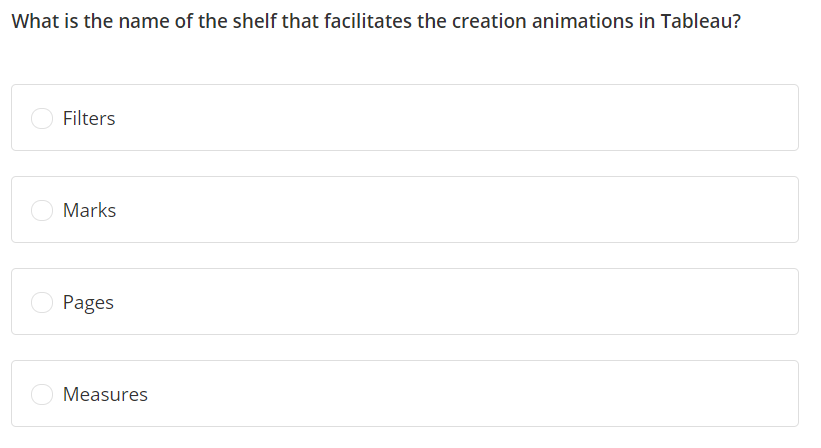 What is the name of the shelf that facilitates the creation animations in Tableau?
Filters
Marks
Pages
Measures